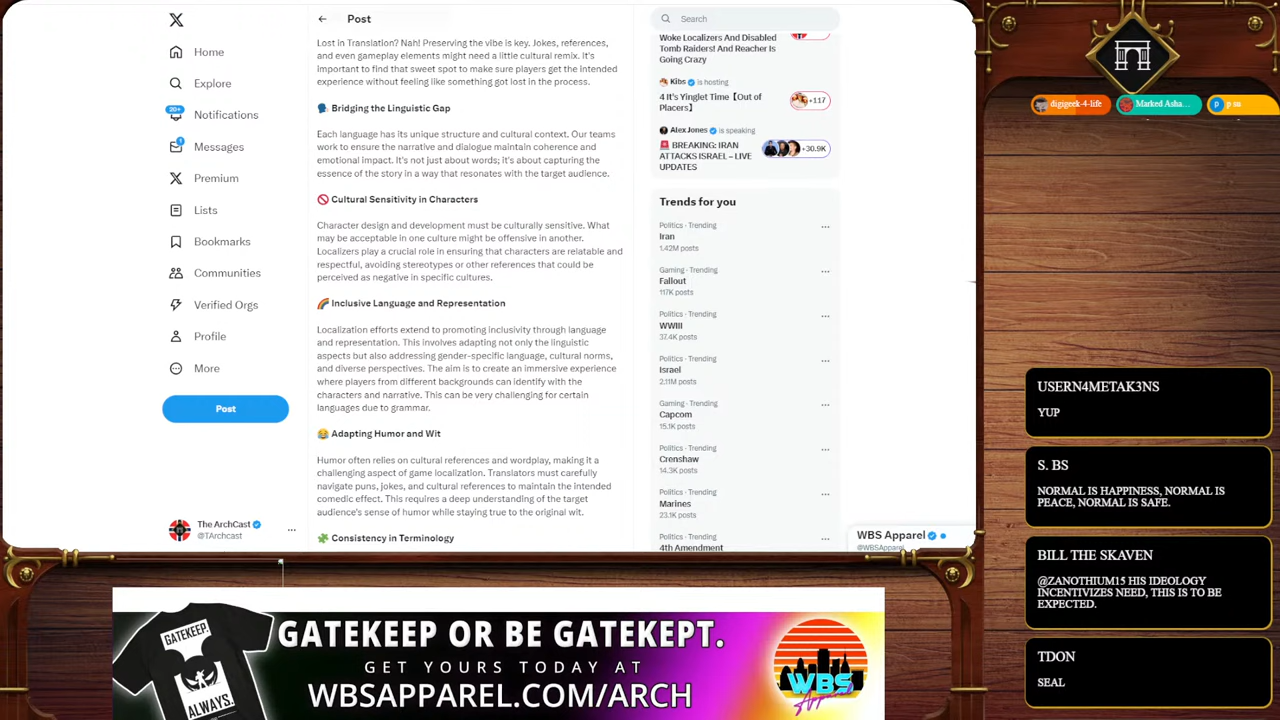 Home
Explore
20+
Notifications
1
Messages
Premium
Lists
Bookmarks
Communities
Verified Orgs
Profile
More
Post
The ArchCast
@TArchcast
Post
Lost in Translation? Nah! Preserving the vibe is key. Jokes, references,
and even gameplay elements might need a little cultural remix. It's
important to find that sweet spot to make sure players get the intended
experience without feeling like something got lost in the process.
Bridging the Linguistic Gap
Each language has its unique structure and cultural context. Our teams
work to ensure the narrative and dialogue maintain coherence and
emotional impact. It's not just about words; it's about capturing the
essence of the story in a way that resonates with the target audience.
Cultural Sensitivity in Characters
Character design and development must be culturally sensitive. What
may be acceptable in one culture might be offensive in another.
Localizers play a crucial role in ensuring that characters are relatable and
respectful, avoiding stereotypes or other references that could be
perceived as negative in specific cultures.
Inclusive Language and Representation
Localization efforts extend to promoting inclusivity through language
and representation. This involves adapting not only the linguistic
aspects but also addressing gender-specific language, cultural norms,
and diverse perspectives. The aim is to create an immersive experience
where players from different backgrounds can identify with the
characters and narrative. This can be very challenging for certain
languages due to grammar.
Adapting Humor and Wit
Humor often relies on cultural references and wordplay, making it a
challenging aspect of game localization. Translators must carefully
navigate puns, jokes, and cultural references to maintain the intended
comedic effect. This requires a deep understanding of the target
audience's sense of humor while staying true to the original wit.
Consistency in Terminology
Search
Woke Localizers And Disabled
Tomb Raiders! And Reacher Is
Going Crazy
Kibs is hosting
4 It's Yinglet Time【Out of
Placers】
+117
Alex Jones is speaking
BREAKING: IRAN
ATTACKS ISRAEL – LIVE
UPDATES
+30.9K
Trends for you
Politics · Trending
Iran
1.42M posts
Gaming · Trending
Fallout
117K posts
Politics · Trending
WWIII
37.4K posts
Politics · Trending
Israel
2.11M posts
Gaming · Trending
Capcom
15.1K posts
Politics · Trending
Crenshaw
14.3K posts
Politics · Trending
Marines
23.1K posts
Politics · Trending
4th Amendment
WBS Apparel
@WBSApparel
digigeek-4-life
Marked Asha...
p su
USERN4METAK3NS
YUP
S. BS
NORMAL IS HAPPINESS, NORMAL IS
PEACE, NORMAL IS SAFE.
BILL THE SKAVEN
@ZANOTHIUM15 HIS IDEOLOGY
INCENTIVIZES NEED, THIS IS TO BE
EXPECTED.
TDON
SEAL
GATEKEEP
ALWAYS.
GATEKEEP OR BE GATEKEPT.
GET YOURS TODAY AT
WBSAPPAREL.COM/ARCH
WBS
Apparel